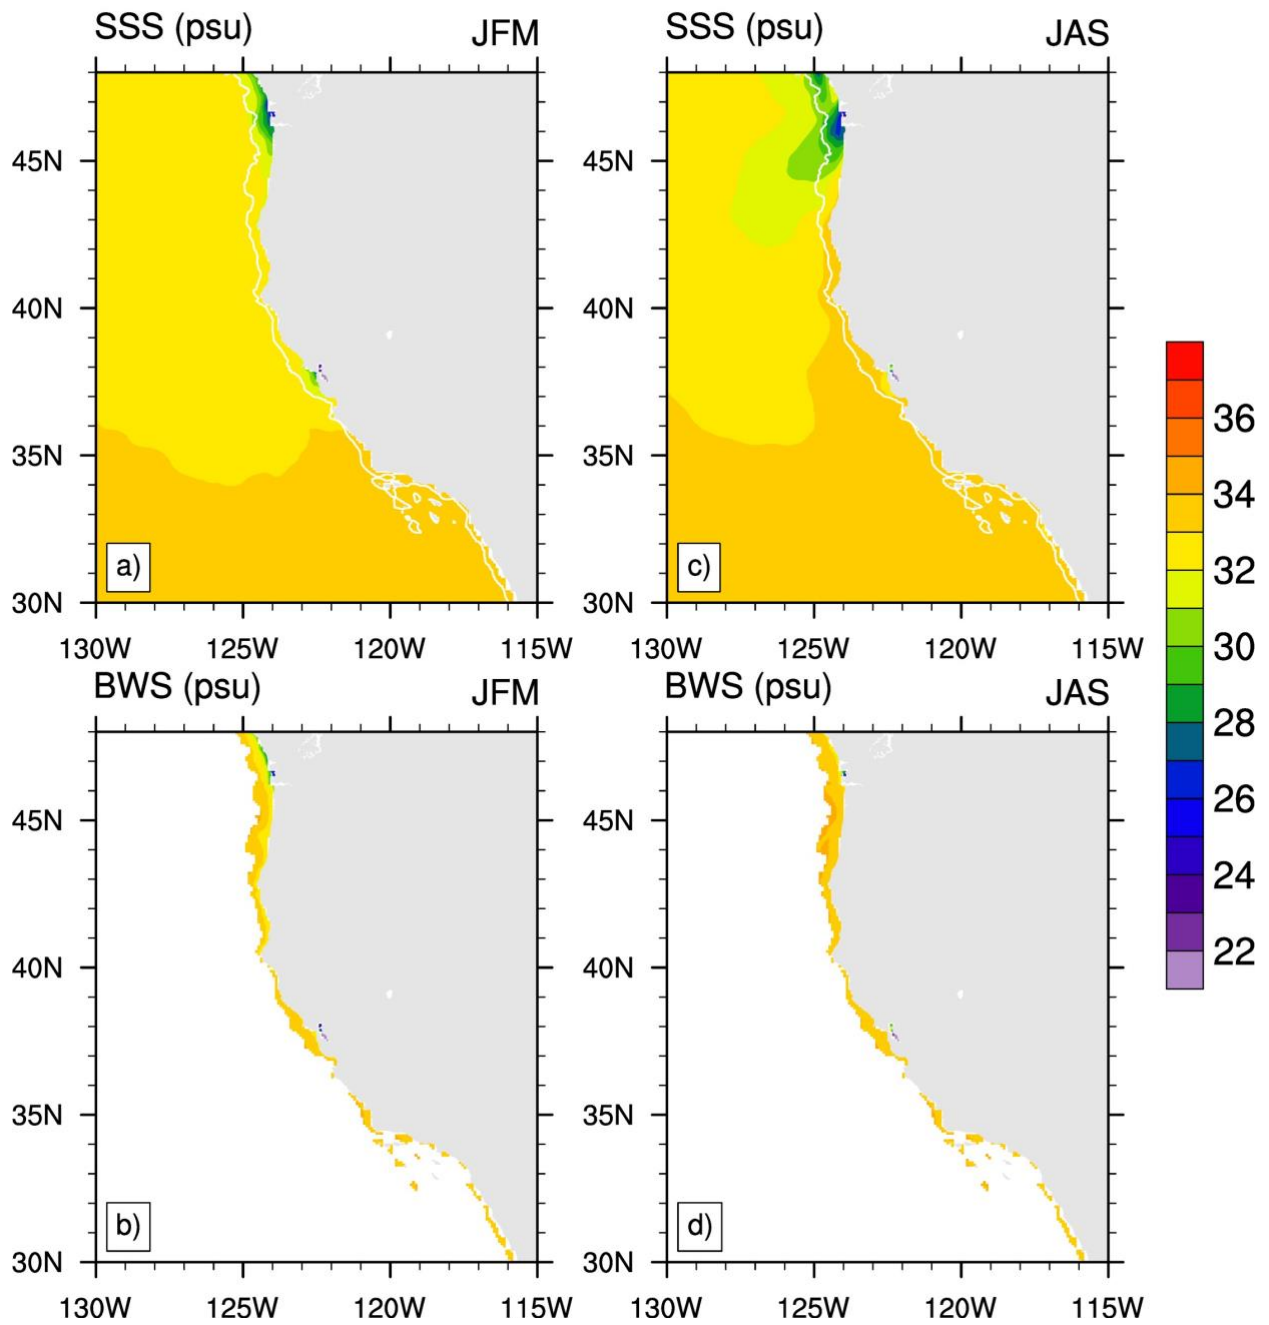 SSS (psu) JFM
45N
40N
35N
30N
a)
130W 125W 120W 115W
SSS (psu) JAS
45N
40N
35N
30N
c)
130W 125W 120W 115W
BWS (psu) JFM
45N
40N
35N
30N
b)
130W 125W 120W 115W
BWS (psu) JAS
45N
40N
35N
30N
d)
130W 125W 120W 115W
36
34
32
30
28
26
24
22